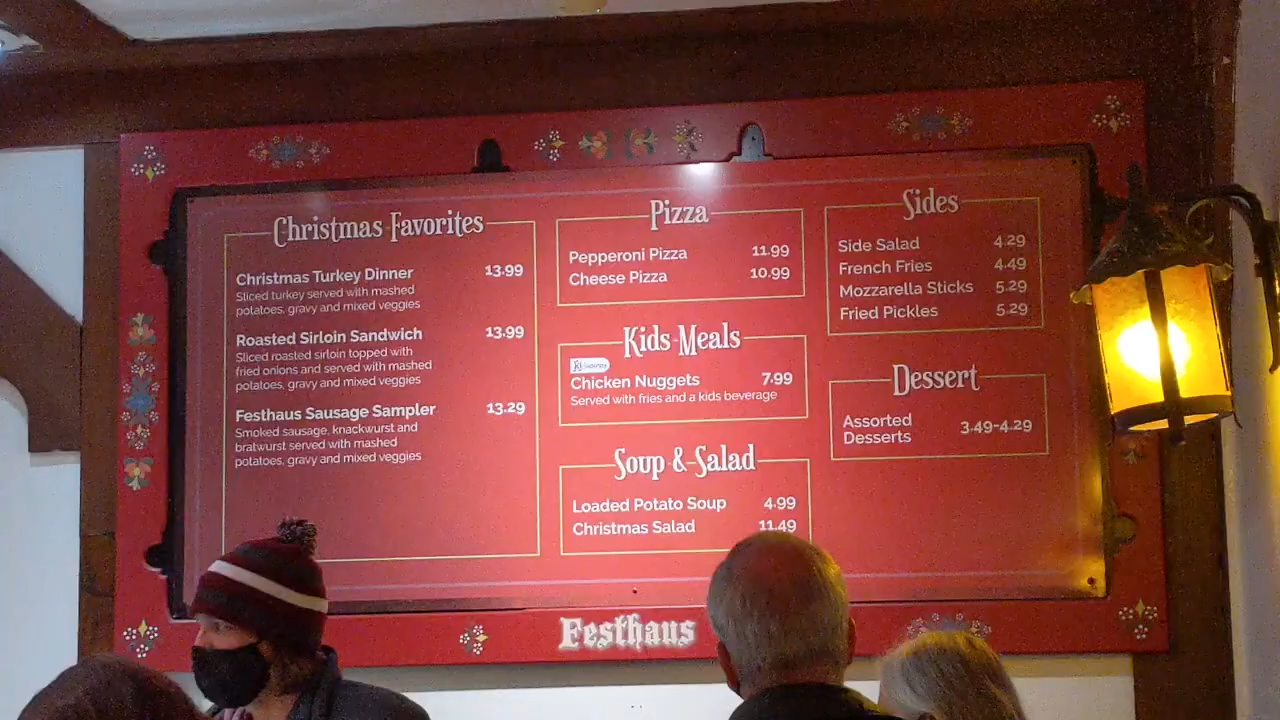 Christmas Favorites
Christmas Turkey Dinner 13.99
Sliced turkey served with mashed
potatoes, gravy and mixed veggies
Roasted Sirloin Sandwich 13.99
Sliced roasted sirloin topped with
fried onions and served with mashed
potatoes, gravy and mixed veggies
Festhaus Sausage Sampler 13.29
Smoked sausage, knackwurst and
bratwurst served with mashed
potatoes, gravy and mixed veggies
Pizza
Pepperoni Pizza 11.99
Cheese Pizza 10.99
Kids Meals
Chicken Nuggets 7.99
Served with fries and a kids beverage
Soup & Salad
Loaded Potato Soup 4.99
Christmas Salad 11.49
Sides
Side Salad 4.29
French Fries 4.49
Mozzarella Sticks 5.29
Fried Pickles 5.29
Dessert
Assorted
Desserts 3.49-4.29
Festhaus